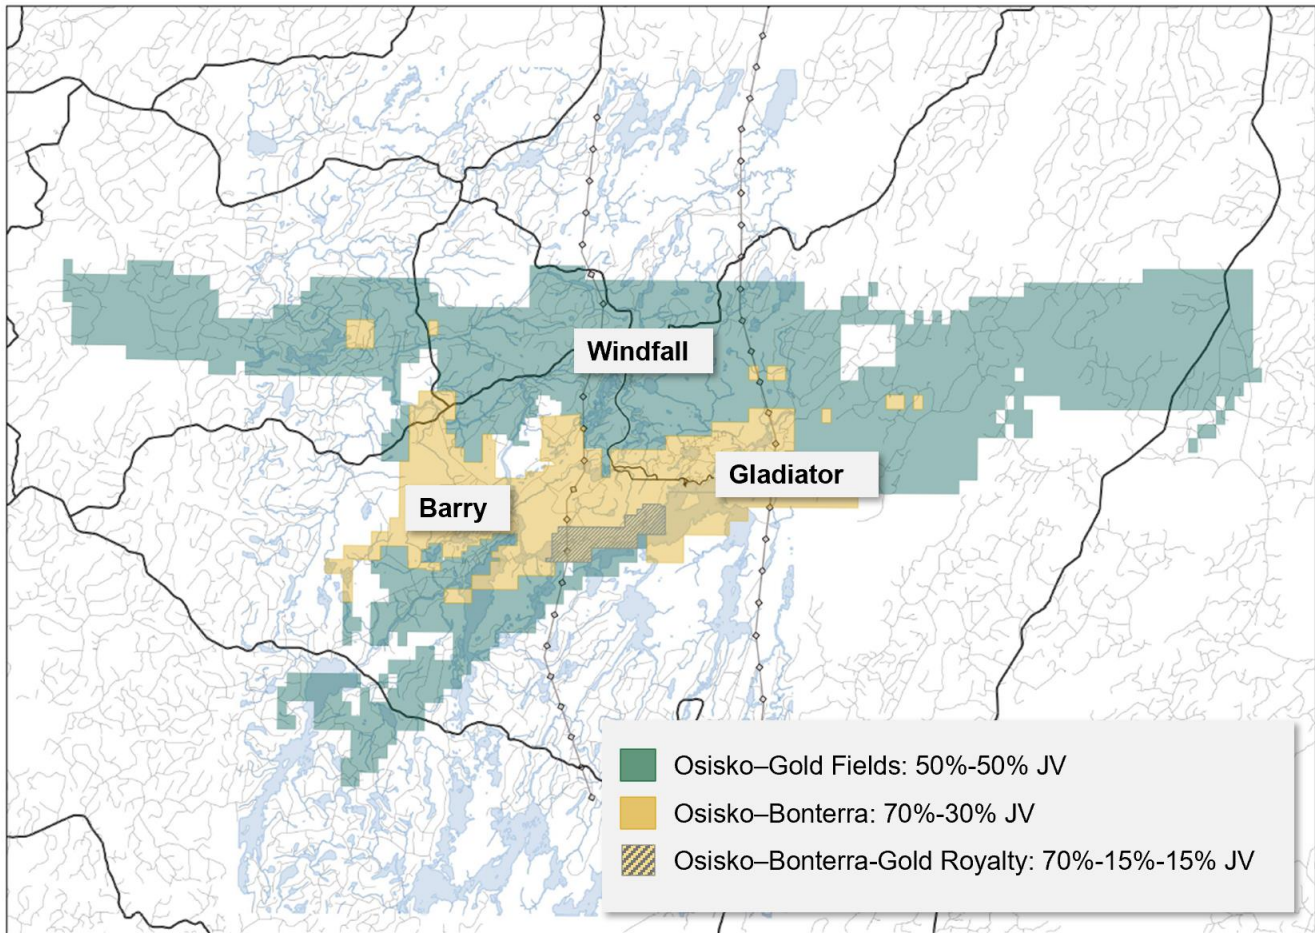 Windfall
Gladiator
Barry
Osisko–Gold Fields: 50%-50% JV
Osisko–Bonterra: 70%-30% JV
Osisko–Bonterra-Gold Royalty: 70%-15%-15% JV